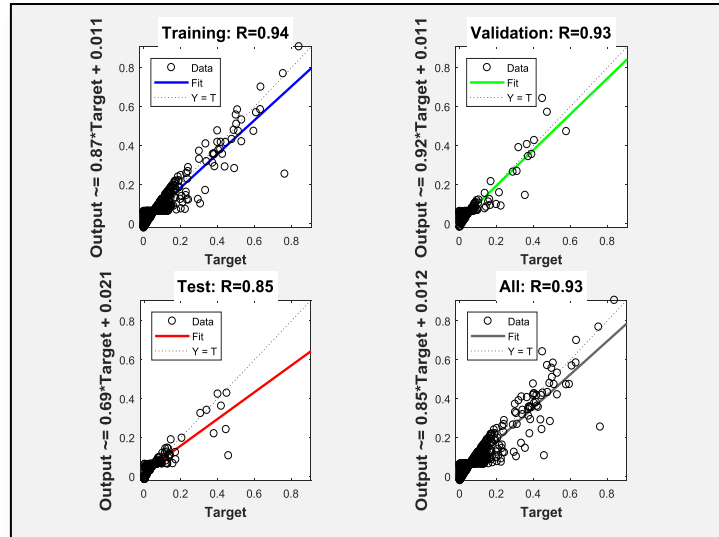 Training: R=0.94
Output ~= 0.87*Target + 0.011
0.8
0.6
0.4
0.2
0
Data
Fit
Y = T
0 0.2 0.4 0.6 0.8
Target
Validation: R=0.93
Output ~= 0.92*Target + 0.011
0.8
0.6
0.4
0.2
0
Data
Fit
Y = T
0 0.2 0.4 0.6 0.8
Target
Test: R=0.85
Output ~= 0.69*Target + 0.021
0.8
0.6
0.4
0.2
0
Data
Fit
Y = T
0 0.2 0.4 0.6 0.8
Target
All: R=0.93
Output ~= 0.85*Target + 0.012
0.8
0.6
0.4
0.2
0
Data
Fit
Y = T
0 0.2 0.4 0.6 0.8
Target